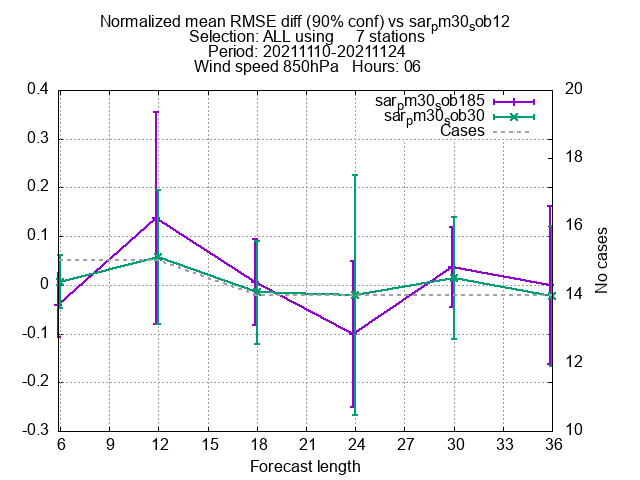 Normalized mean RMSE diff (90% conf) vs sarpm30sob12
Selection: ALL using 7 stations
Period: 20211110-20211124
Wind speed 850hPa Hours: 06
sarpm30sob185
sarpm30sob30
Cases
0.4
0.3
0.2
0.1
0
-0.1
-0.2
-0.3
20
18
16
14
12
10
No cases
6 9 12 15 18 21 24 27 30 33 36
Forecast length